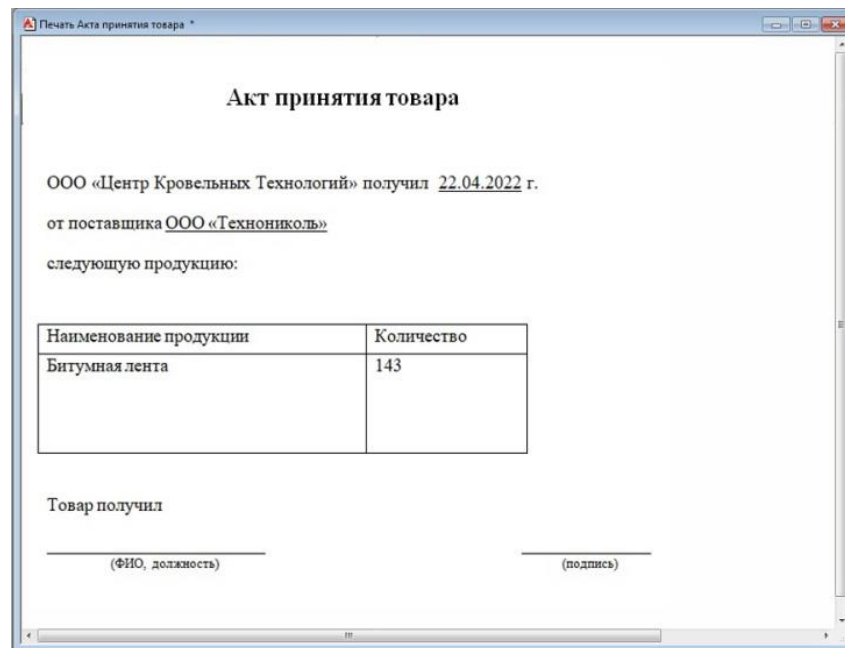 Печать Акта принятия товара *
Акт принятия товара
ООО «Центр Кровельных Технологий» получил 22.04.2022 г.
от поставщика ООО «Технониколь»
следующую продукцию:
Наименование продукции Количество
Битумная лента 143
Товар получил
(ФИО, должность) (подпись)